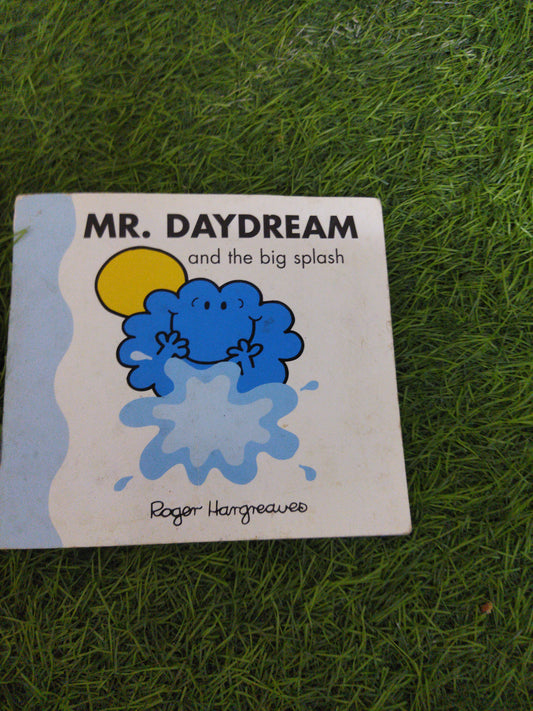 MR. DAYDREAM
and the big splash
Roger Hargreaves